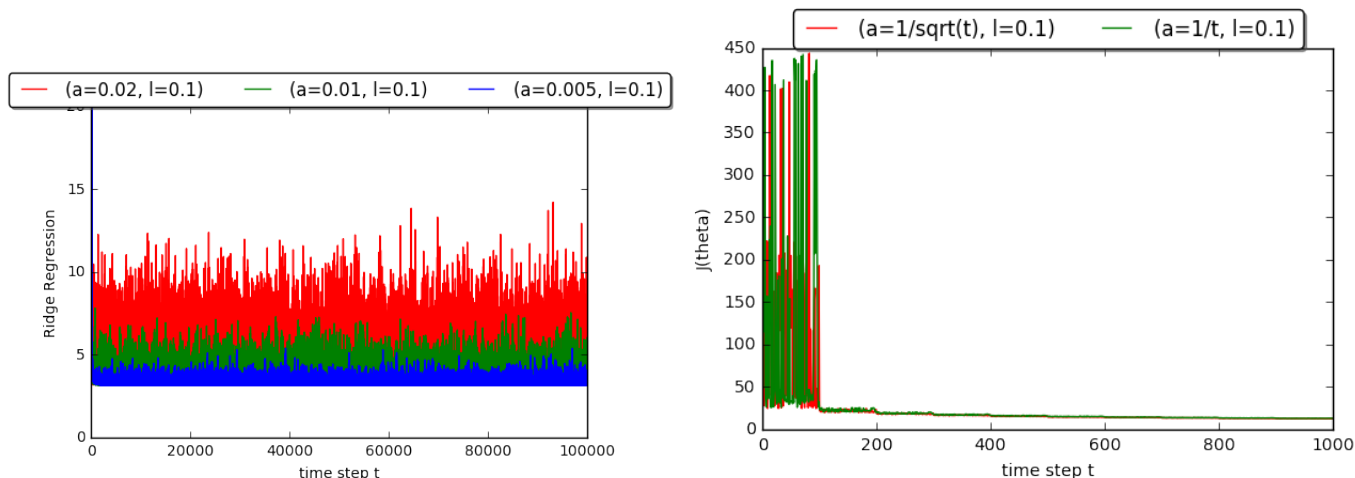 (a=0.02, l=0.1) (a=0.01, l=0.1) (a=0.005, l=0.1)
20
15
10
5
0
Ridge Regression
0 20000 40000 60000 80000 100000
time step t
(a=1/sqrt(t), l=0.1) (a=1/t, l=0.1)
450
400
350
300
250
200
150
100
50
0
J(theta)
0 200 400 600 800 1000
time step t